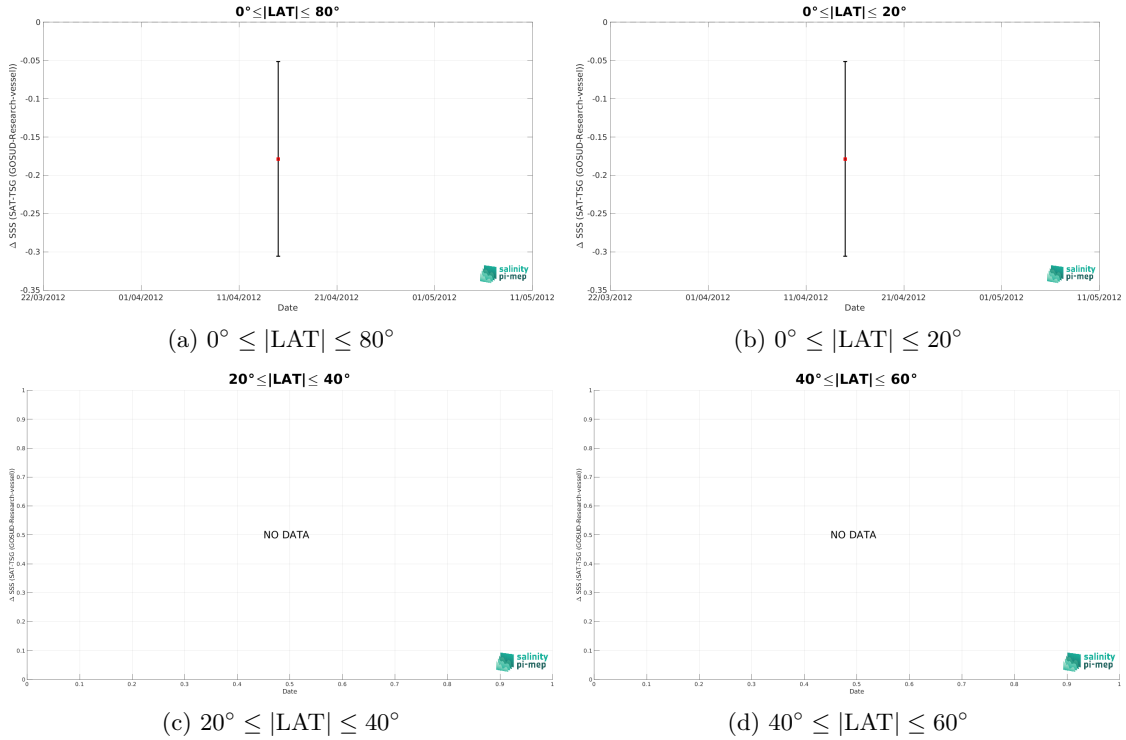 0°≤|LAT|≤ 80°
0
-0.05
-0.1
-0.15
-0.2
-0.25
-0.3
-0.35
Δ SSS (SAT-TSG (GOSUD-Research-vessel))
22/03/2012 01/04/2012 11/04/2012 21/04/2012 01/05/2012 11/05/2012
Date
salinity
pi-mep
(a) 0° ≤ |LAT| ≤ 80°
0°≤|LAT|≤ 20°
0
-0.05
-0.1
-0.15
-0.2
-0.25
-0.3
-0.35
Δ SSS (SAT-TSG (GOSUD-Research-vessel))
22/03/2012 01/04/2012 11/04/2012 21/04/2012 01/05/2012 11/05/2012
Date
salinity
pi-mep
(b) 0° ≤ |LAT| ≤ 20°
20°≤|LAT|≤ 40°
1
0.9
0.8
0.7
0.6
0.5
0.4
0.3
0.2
0.1
0
Δ SSS (SAT-TSG (GOSUD-Research-vessel))
NO DATA
0 0.1 0.2 0.3 0.4 0.5 0.6 0.7 0.8 0.9 1
Date
salinity
pi-mep
(c) 20° ≤ |LAT| ≤ 40°
40°≤|LAT|≤ 60°
1
0.9
0.8
0.7
0.6
0.5
0.4
0.3
0.2
0.1
0
Δ SSS (SAT-TSG (GOSUD-Research-vessel))
NO DATA
0 0.1 0.2 0.3 0.4 0.5 0.6 0.7 0.8 0.9 1
Date
salinity
pi-mep
(d) 40° ≤ |LAT| ≤ 60°